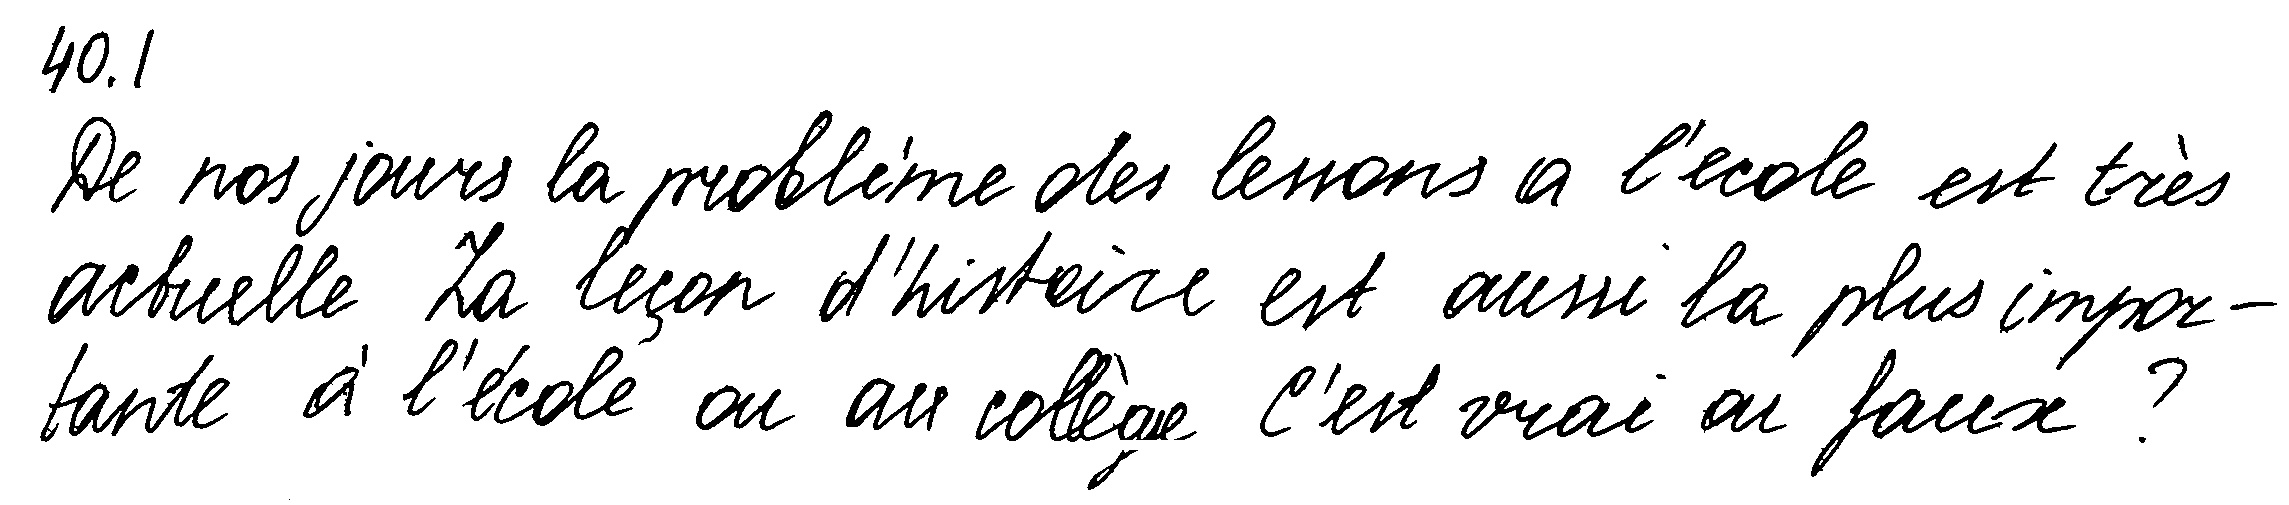 40.1
De nos jours la probléme des lessons a l'ecole est très
actuelle La leçon d'histoire est aussi la plus impor-
tante à l'école ou au collège C'est vrai ou faux ?